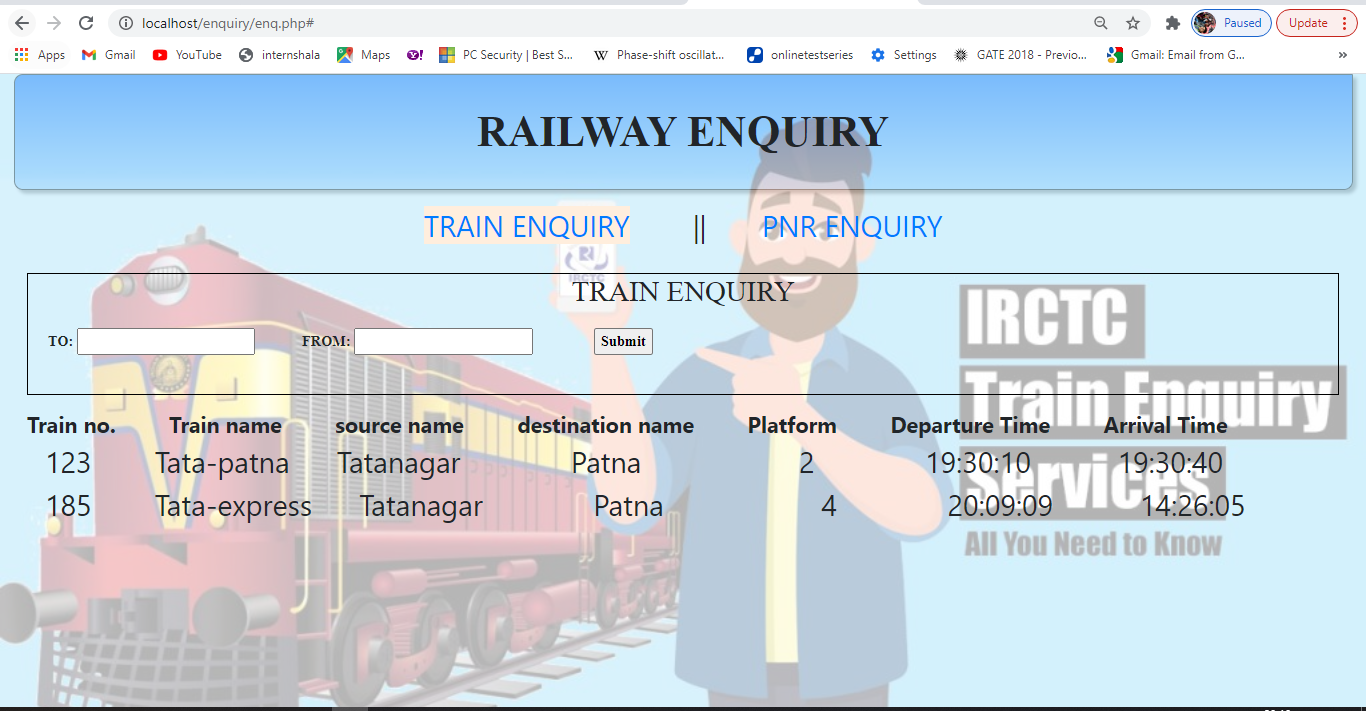 localhost/enquiry/enq.php#
Paused
Update
Apps
Gmail
YouTube
internshala
Maps
PC Security | Best S...
Phase-shift oscillat...
onlinetestseries
Settings
GATE 2018 - Previo...
Gmail: Email from G...
»
RAILWAY ENQUIRY
TRAIN ENQUIRY || PNR ENQUIRY
IRCTC
TRAIN ENQUIRY
TO: FROM: Submit
IRCTC
Train Enquiry
Services
All You Need to Know
Train no. Train name source name destination name Platform Departure Time Arrival Time
123 Tata-patna Tatanagar Patna 2 19:30:10 19:30:40
185 Tata-express Tatanagar Patna 4 20:09:09 14:26:05